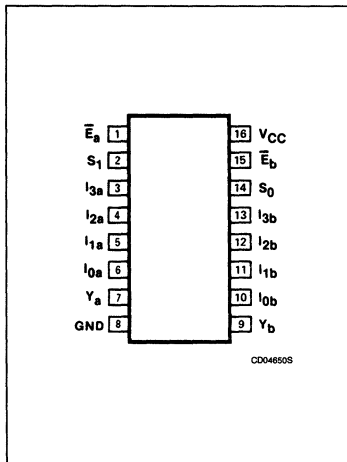 Ēa 1 16 VCC
S1 2 15 Ēb
I3a 3 14 S0
I2a 4 13 I3b
I1a 5 12 I2b
I0a 6 11 I1b
Ya 7 10 I0b
GND 8 9 Yb
CD04650S